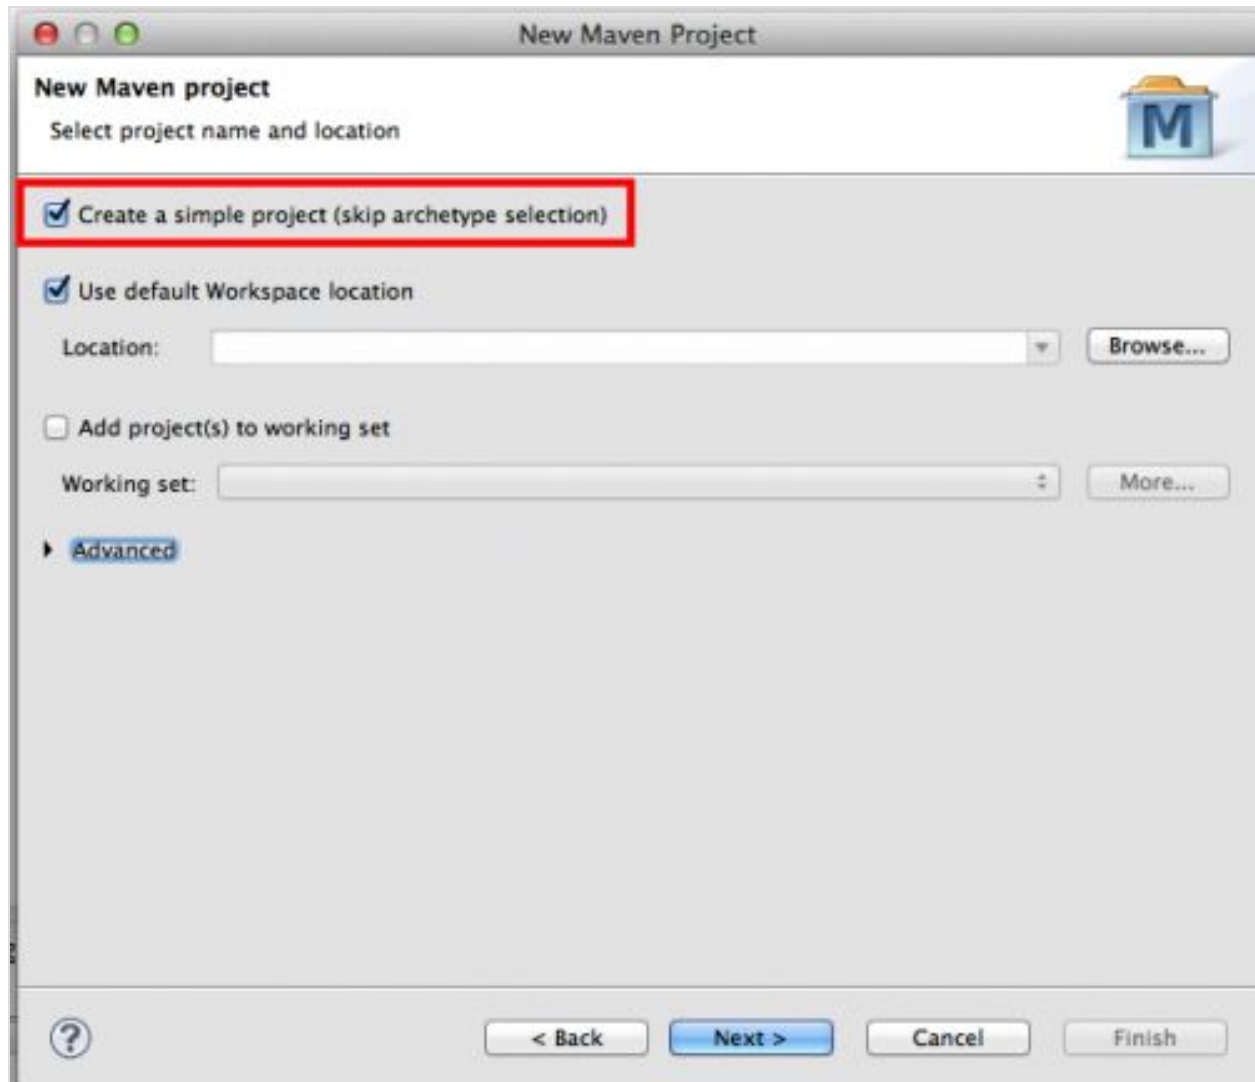 New Maven Project
New Maven project
Select project name and location
M
Create a simple project (skip archetype selection)
Use default Workspace location
Location:
Browse...
Add project(s) to working set
Working set:
More...
Advanced
?
< Back
Next >
Cancel
Finish